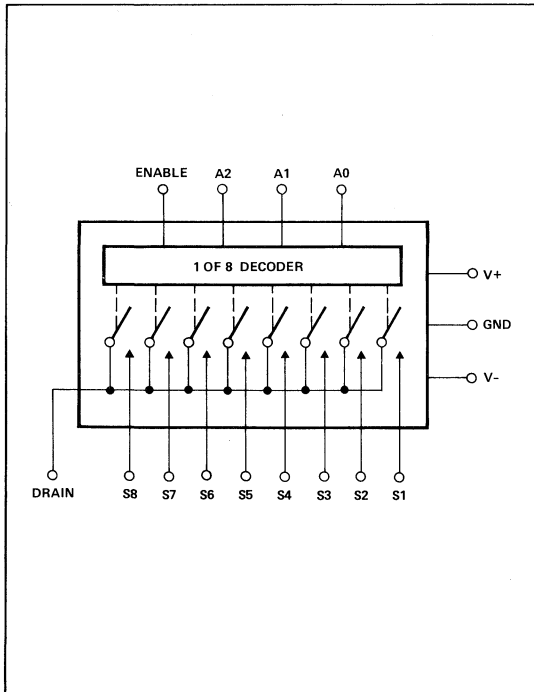 ENABLE A2 A1 A0
1 OF 8 DECODER
V+
GND
V-
DRAIN S8 S7 S6 S5 S4 S3 S2 S1